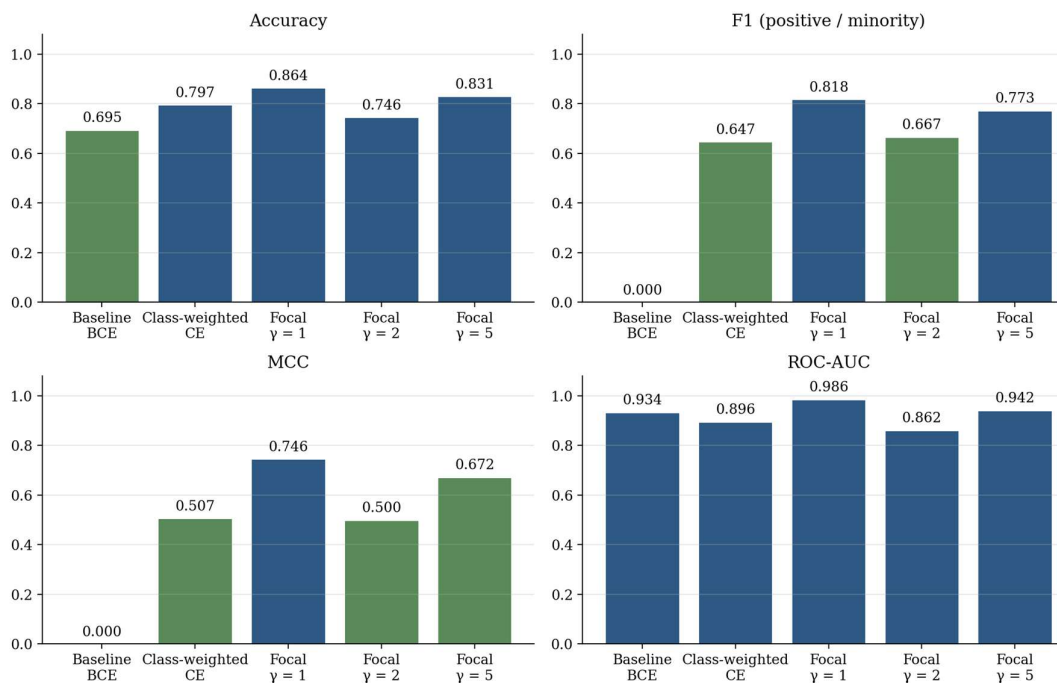 Accuracy
1.0
0.8
0.6
0.4
0.2
0.0
0.695
0.797
0.864
0.746
0.831
Baseline
BCE
Class-weighted
CE
Focal
γ = 1
Focal
γ = 2
Focal
γ = 5
F1 (positive / minority)
1.0
0.8
0.6
0.4
0.2
0.0
0.000
0.647
0.818
0.667
0.773
Baseline
BCE
Class-weighted
CE
Focal
γ = 1
Focal
γ = 2
Focal
γ = 5
MCC
1.0
0.8
0.6
0.4
0.2
0.0
0.000
0.507
0.746
0.500
0.672
Baseline
BCE
Class-weighted
CE
Focal
γ = 1
Focal
γ = 2
Focal
γ = 5
ROC-AUC
1.0
0.8
0.6
0.4
0.2
0.0
0.934
0.896
0.986
0.862
0.942
Baseline
BCE
Class-weighted
CE
Focal
γ = 1
Focal
γ = 2
Focal
γ = 5